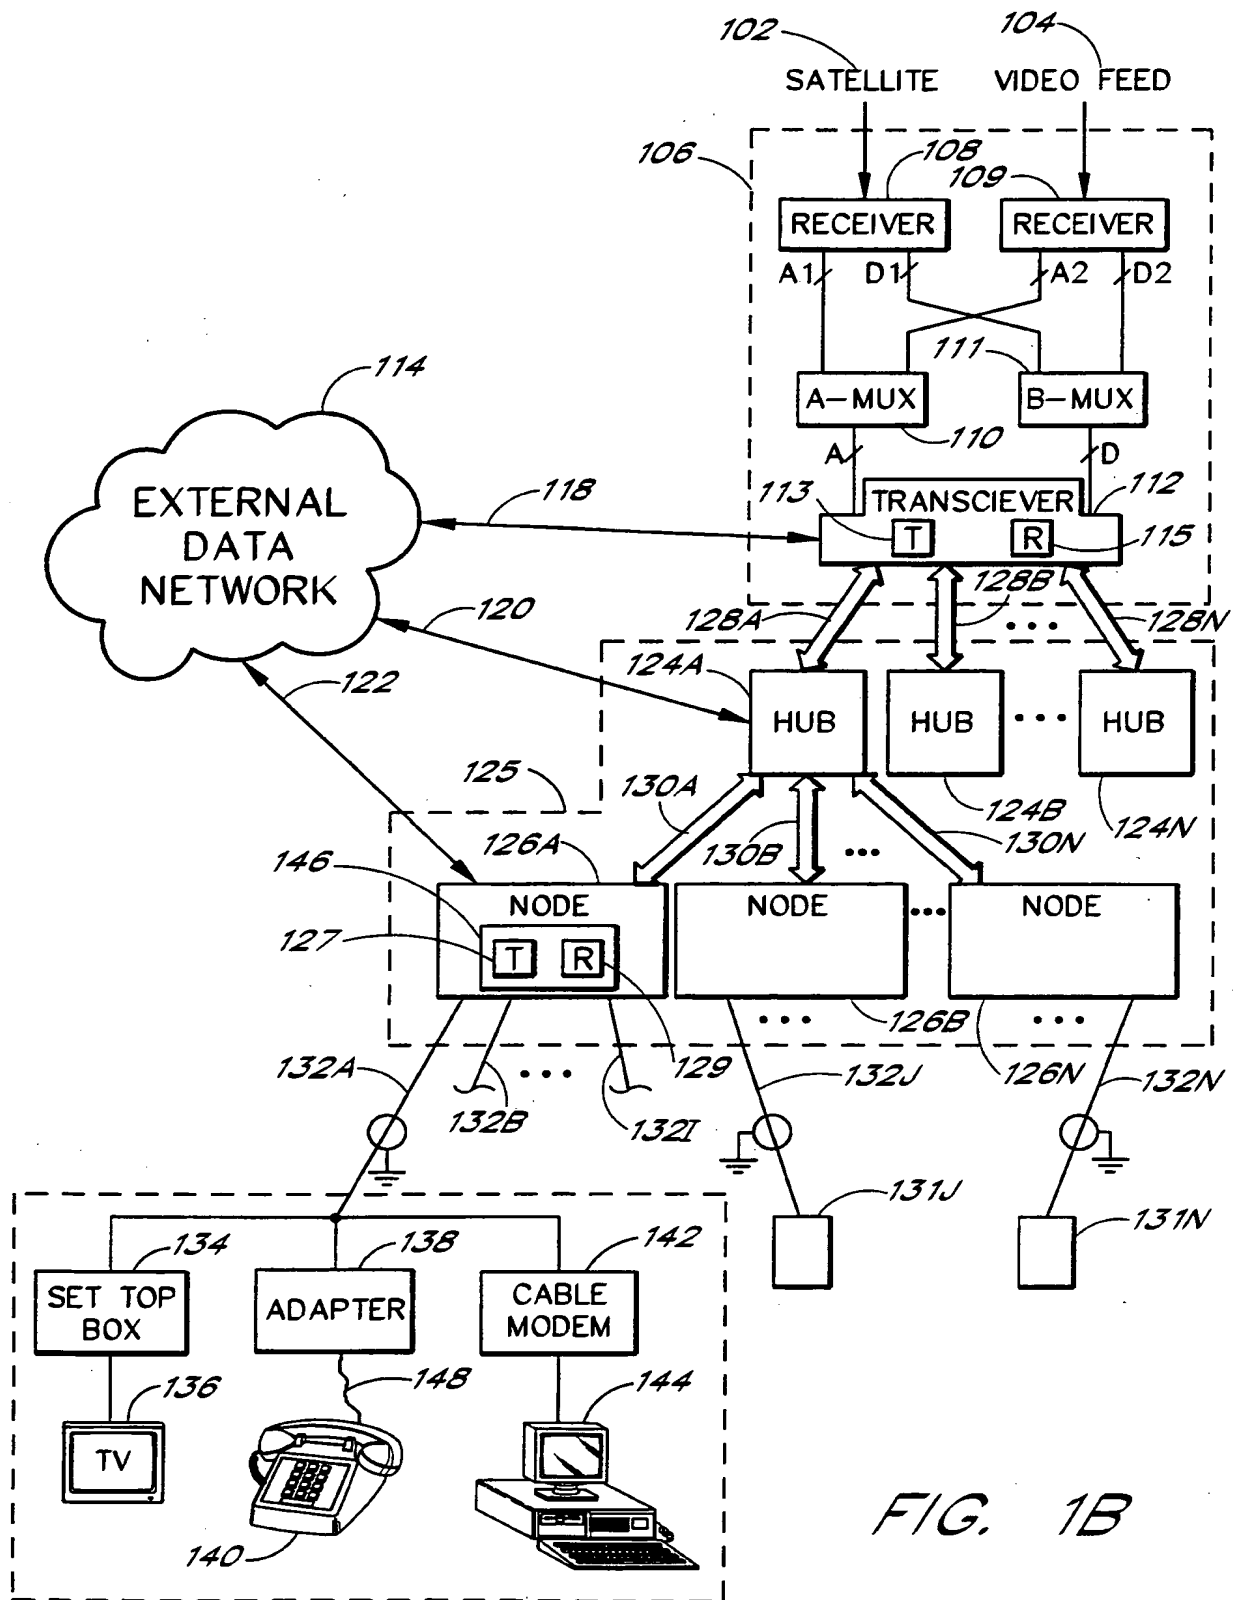 102
104
SATELLITE
VIDEO FEED
106
108
109
RECEIVER
RECEIVER
A1
D1
A2
D2
111
A-MUX
B-MUX
110
A
D
114
EXTERNAL
DATA
NETWORK
118
113
TRANSCIEVER
112
T
R
115
120
128A
128B
128N
122
124A
HUB
HUB
HUB
125
130A
130B
124B
130N
124N
126A
146
NODE
NODE
NODE
127
T
R
126B
132A
132B
129
132I
132J
126N
132N
131J
131N
134
138
142
SET TOP
BOX
ADAPTER
CABLE
MODEM
136
148
144
TV
140
FIG. 1B